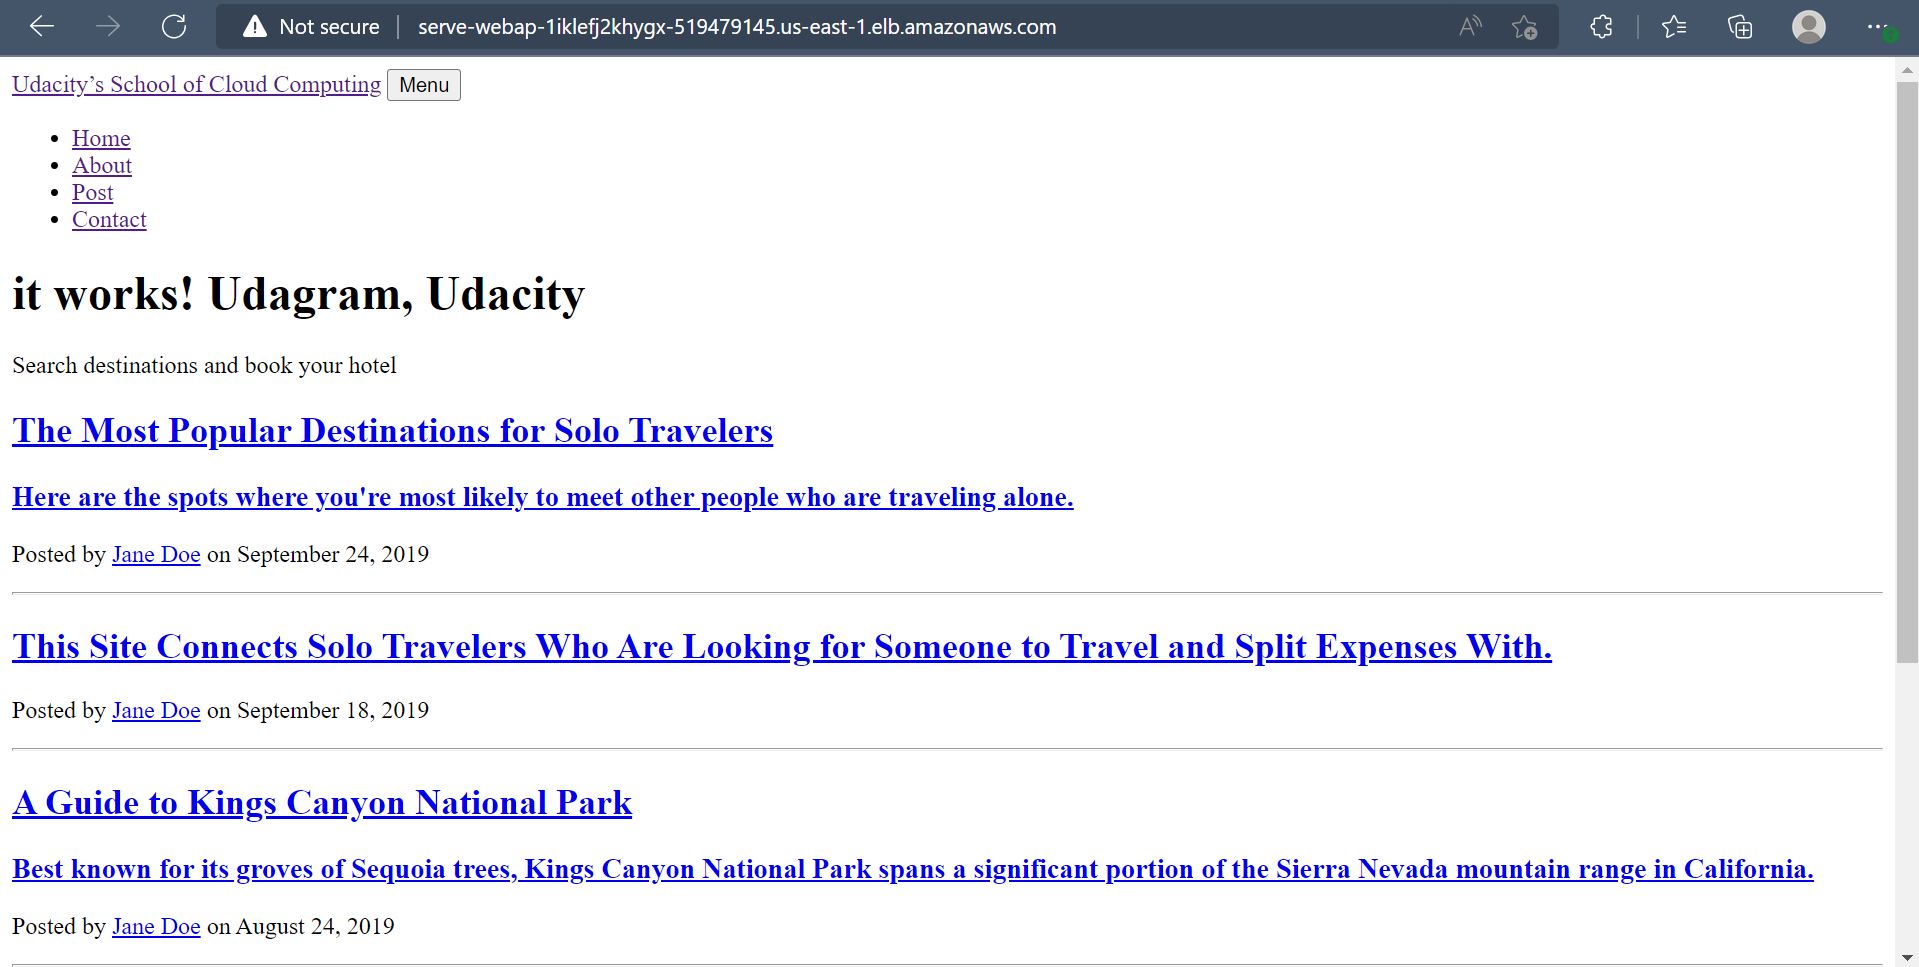 Not secure | serve-webap-1iklefj2khygx-519479145.us-east-1.elb.amazonaws.com
Udacity’s School of Cloud Computing Menu
Home
About
Post
Contact
it works! Udagram, Udacity
Search destinations and book your hotel
The Most Popular Destinations for Solo Travelers
Here are the spots where you're most likely to meet other people who are traveling alone.
Posted by Jane Doe on September 24, 2019
This Site Connects Solo Travelers Who Are Looking for Someone to Travel and Split Expenses With.
Posted by Jane Doe on September 18, 2019
A Guide to Kings Canyon National Park
Best known for its groves of Sequoia trees, Kings Canyon National Park spans a significant portion of the Sierra Nevada mountain range in California.
Posted by Jane Doe on August 24, 2019